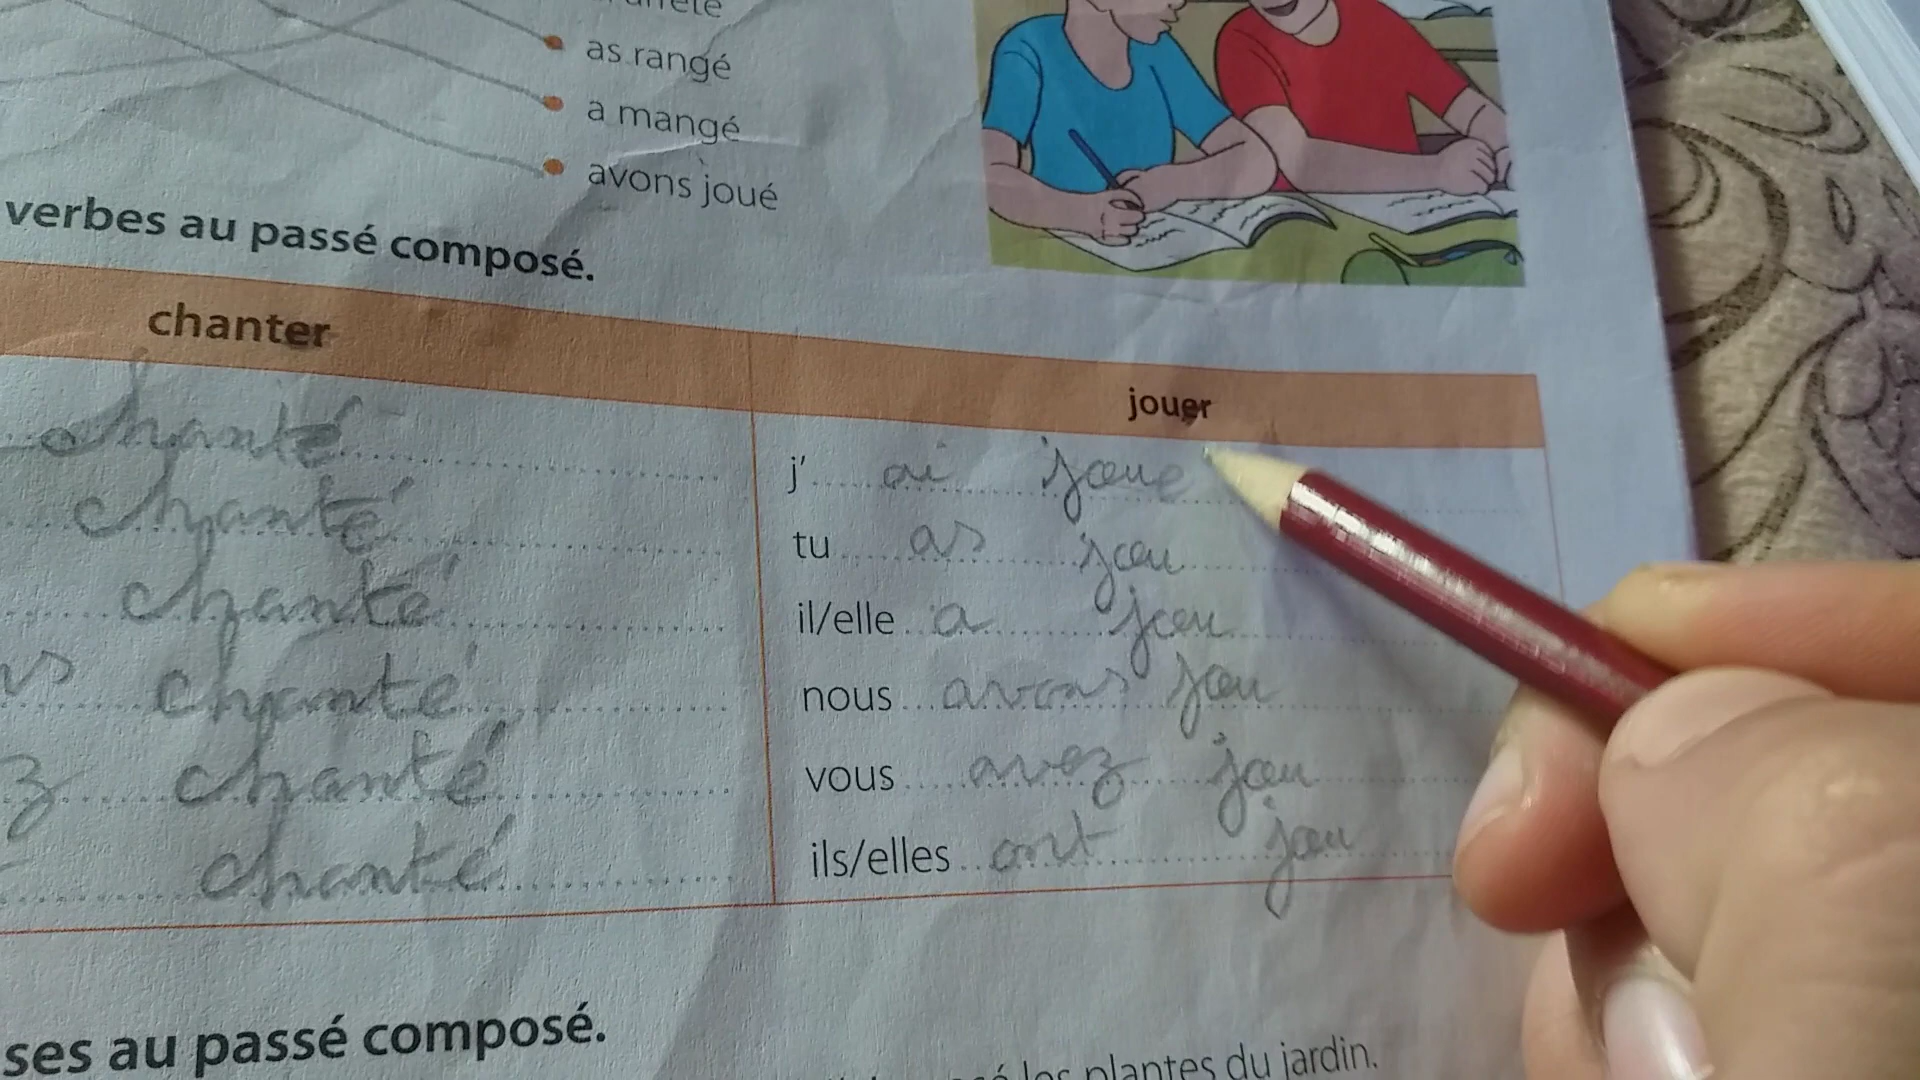 as rangé
a mangé
avons joué
verbes au passé composé.
chanter
jouer
chanté
chanté
chanté
chanté
chanté
chanté
j' ai joue
tu as jou
il/elle a jou
nous avons jou
vous avez jou
ils/elles ont jou
ses au passé composé.
les plantes du jardin.